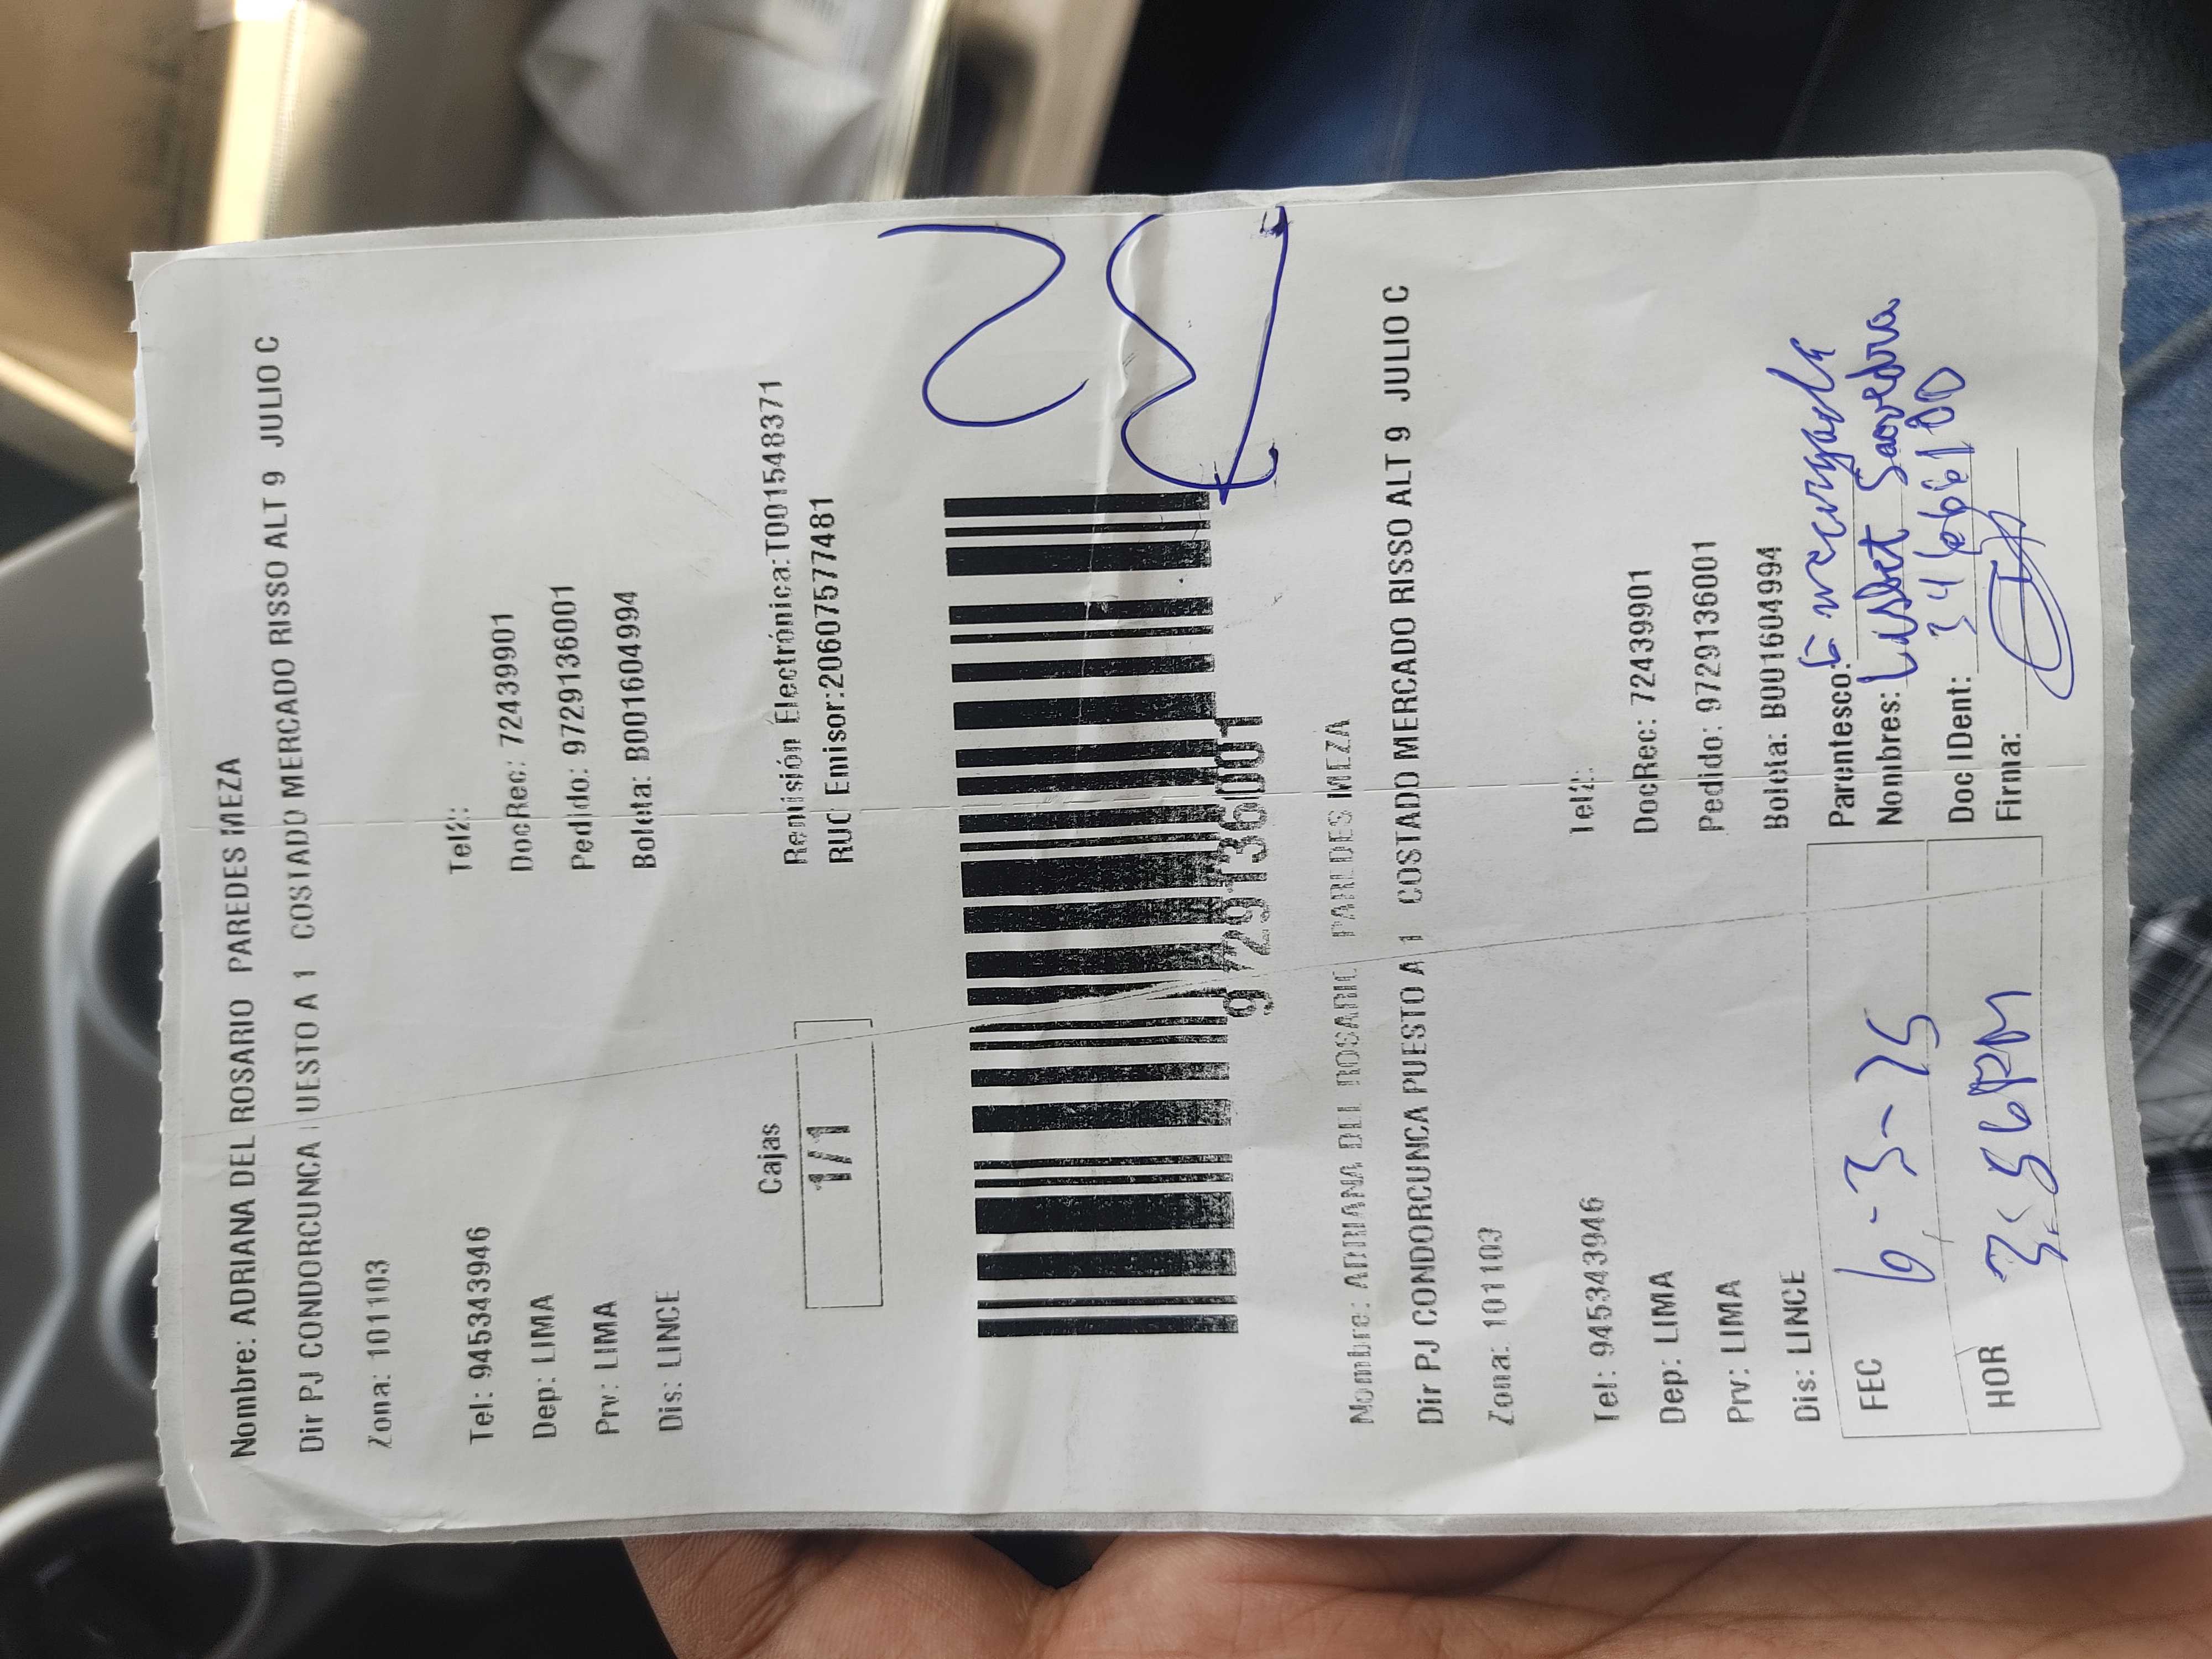 Nombre: ADRIANA DEL ROSARIO PAREDES MEZA
Dir PJ CONDORCUNCA UESTO A 1 COSTADO MERCADO RISSO ALT 9 JULIO C
Zona: 101103
Tel: 945343946 Tel2:
Dep: LIMA DocRec: 72439901
Prv: LIMA Pedido: 9729136001
Dis: LINCE Boleta: B001604994
Cajas Remisión Electrónica:T001548371
1/1 RUC Emisor:20607577481
9729136001
Nombre: ADRIANA DEL ROSARIO PAREDES MEZA
Dir PJ CONDORCUNCA PUESTO A 1 COSTADO MERCADO RISSO ALT 9 JULIO C
Zona: 101103
Tel: 945343946 Tel2:
Dep: LIMA DocRec: 72439901
Prv: LIMA Pedido: 9729136001
Dis: LINCE Boleta: B001604994
FEC 6-3-25 Parentesco:
Nombres: Lisbet Saavedra
HOR 3:56PM Doc IDent:
Firma: